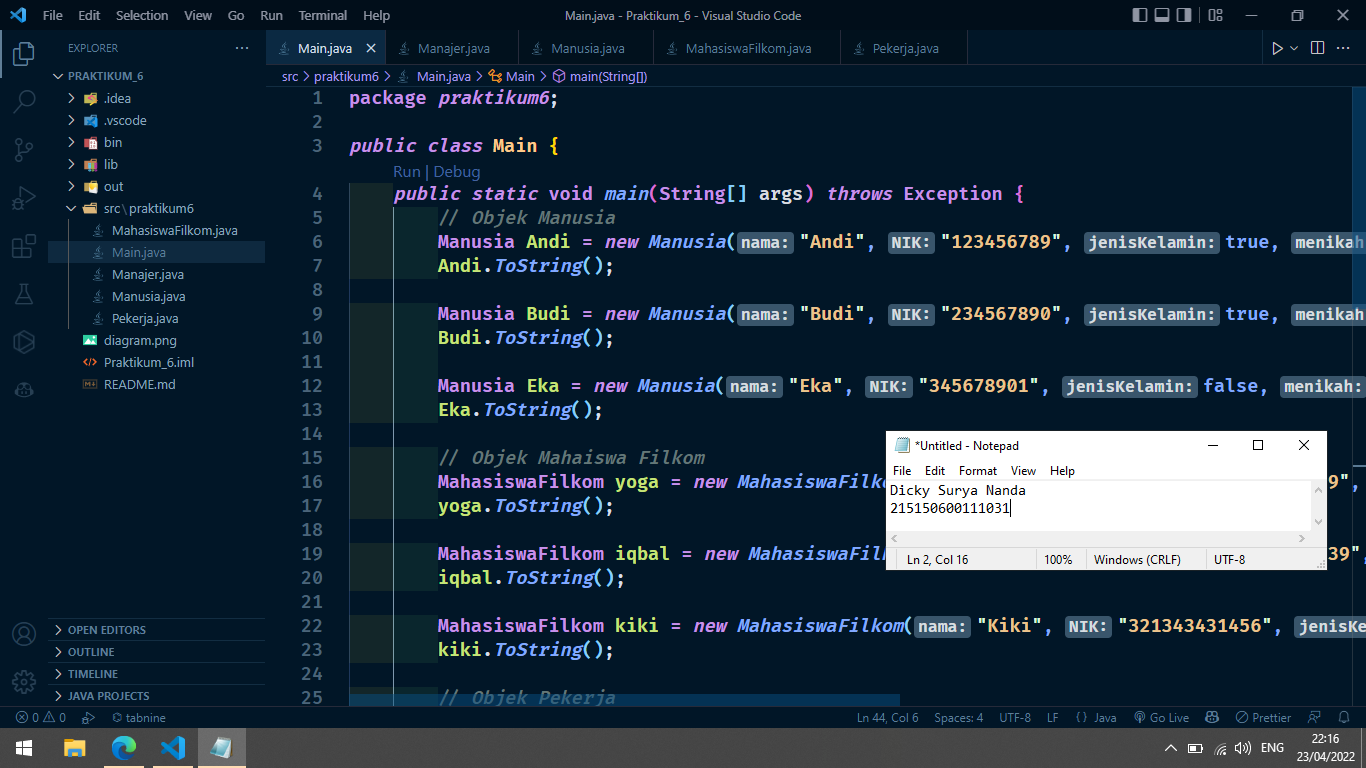 File Edit Selection View Go Run Terminal Help
Main.java - Praktikum_6 - Visual Studio Code
EXPLORER
PRAKTIKUM_6
.idea
.vscode
bin
lib
out
src\praktikum6
MahasiswaFilkom.java
Main.java
Manajer.java
Manusia.java
Pekerja.java
diagram.png
Praktikum_6.iml
README.md
OPEN EDITORS
OUTLINE
TIMELINE
JAVA PROJECTS
Main.java Manajer.java Manusia.java MahasiswaFilkom.java Pekerja.java
src > praktikum6 > Main.java > Main > main(String[])
1 package praktikum6;
2
3 public class Main {
Run | Debug
4 public static void main(String[] args) throws Exception {
5 // Objek Manusia
6 Manusia Andi = new Manusia(nama: "Andi", NIK: "123456789", jenisKelamin: true, menikah
7 Andi.ToString();
8
9 Manusia Budi = new Manusia(nama: "Budi", NIK: "234567890", jenisKelamin: true, menikah
10 Budi.ToString();
11
12 Manusia Eka = new Manusia(nama: "Eka", NIK: "345678901", jenisKelamin: false, menikah:
13 Eka.ToString();
14
15 // Objek Mahaiswa Filkom
16 MahasiswaFilkom yoga = new MahasiswaFilko 9",
17 yoga.ToString();
18
19 MahasiswaFilkom iqbal = new MahasiswaFil 39",
20 iqbal.ToString();
21
22 MahasiswaFilkom kiki = new MahasiswaFilkom(nama: "Kiki", NIK: "321343431456", jenisKe
23 kiki.ToString();
24
25 // Objek Pekerja
*Untitled - Notepad
File Edit Format View Help
Dicky Surya Nanda
215150600111031
Ln 2, Col 16 100% Windows (CRLF) UTF-8
0 0 tabnine Ln 44, Col 6 Spaces: 4 UTF-8 LF { } Java Go Live Prettier
ENG
22:16
23/04/2022